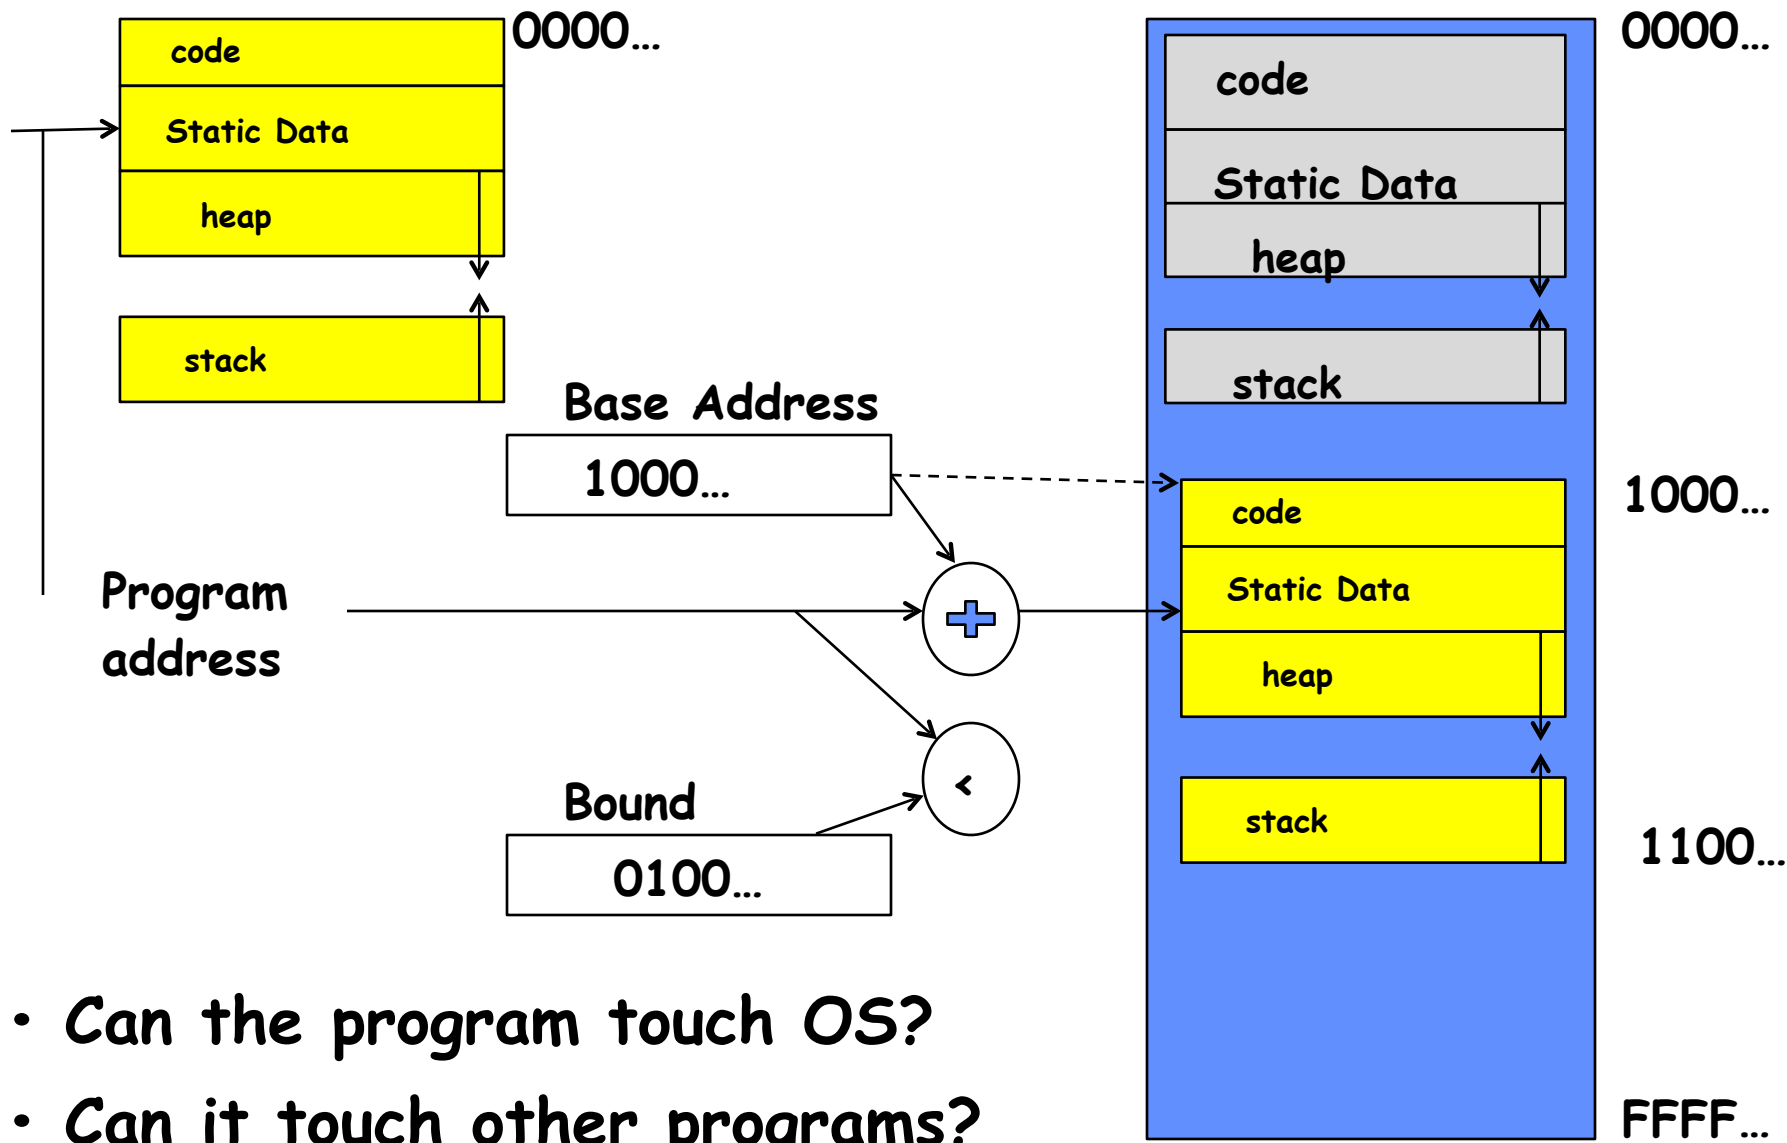 0000…
code
Static Data
heap
stack
Base Address
1000…
Program
address
+
Bound
0100…
<
0000…
code
Static Data
heap
stack
1000…
code
Static Data
heap
stack
1100…
FFFF…
• Can the program touch OS?
• Can it touch other programs?